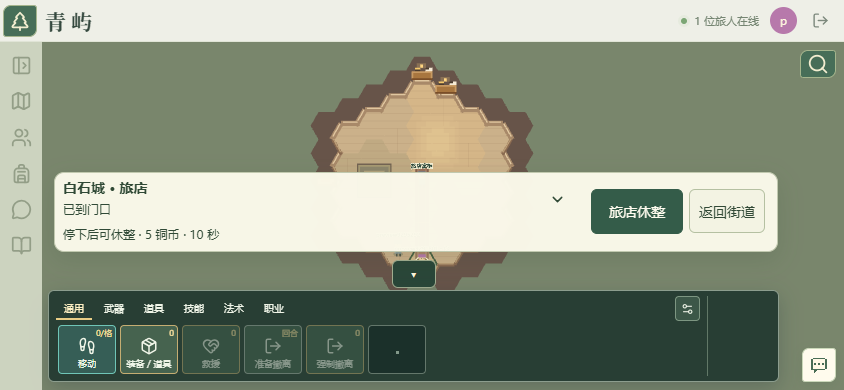 青屿
1 位旅人在线
p
白石城 • 旅店
已到门口
停下后可休整 · 5 铜币 · 10 秒
旅店休整
返回街道
通用 武器 道具 技能 法术 职业
0/格 0 0 回合 0
移动 装备 / 道具 救援 准备撤离 强制撤离